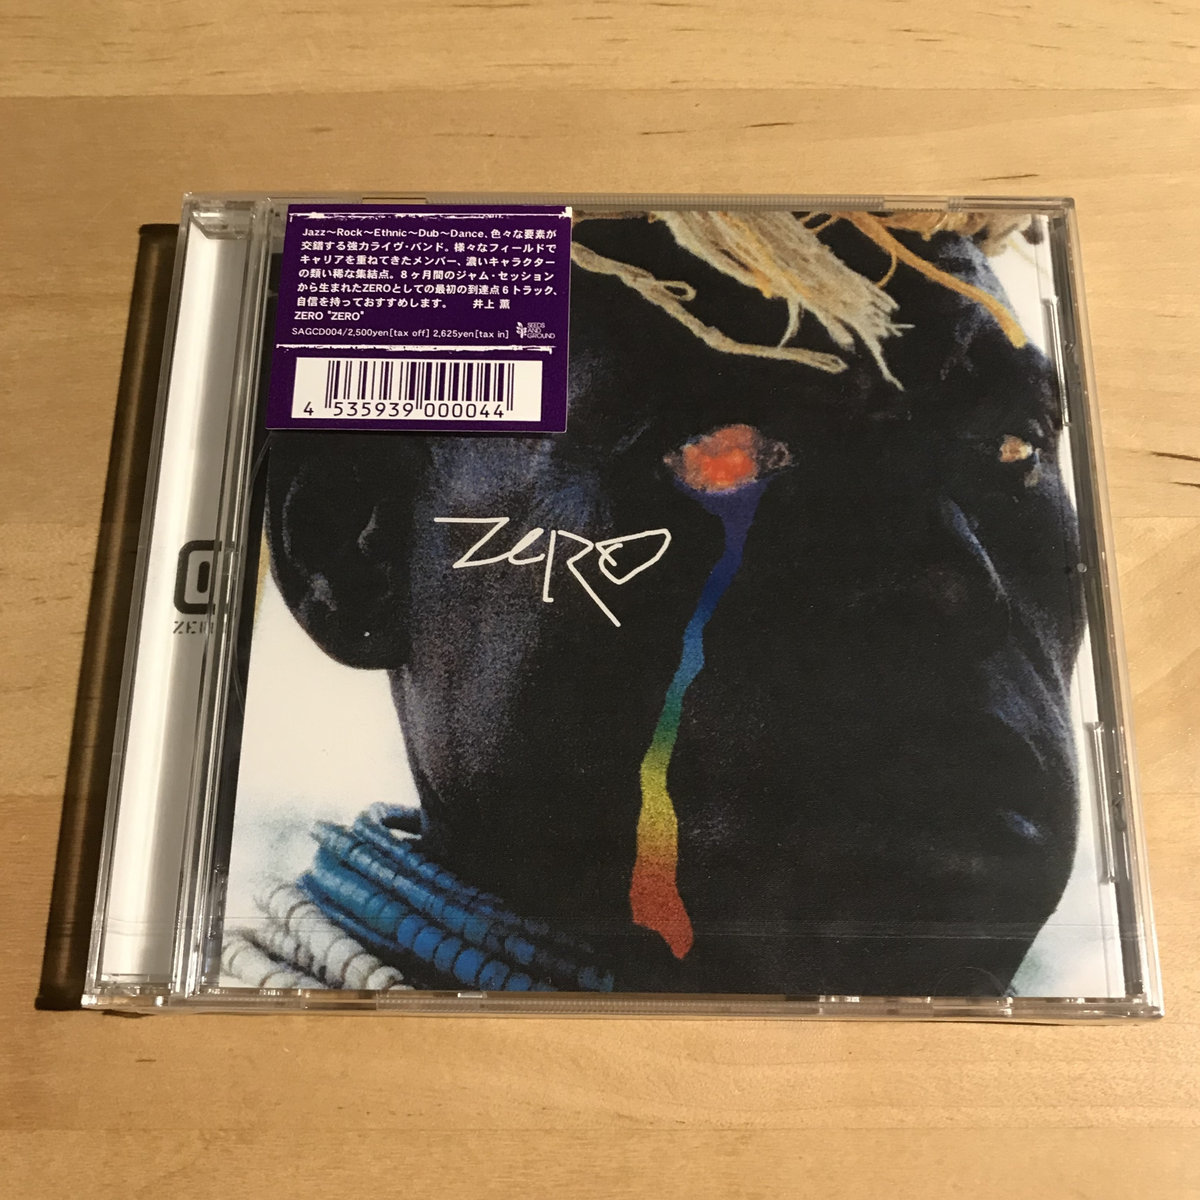 Jazz〜Rock〜Ethnic〜Dub〜Dance、色々な要素が
交錯する強力ライヴ・バンド。様々なフィールドで
キャリアを重ねてきたメンバー、濃いキャラクター
の類い稀な集結点。8ヶ月間のジャム・セッション
から生まれたZEROとしての最初の到達点6トラック、
自信を持っておすすめします。 井上 薫
ZERO "ZERO"
SAGCD004/2,500yen[tax off] 2,625yen[tax in]
SEEDS
AND
GROUND
4 535939 000044
ZERO